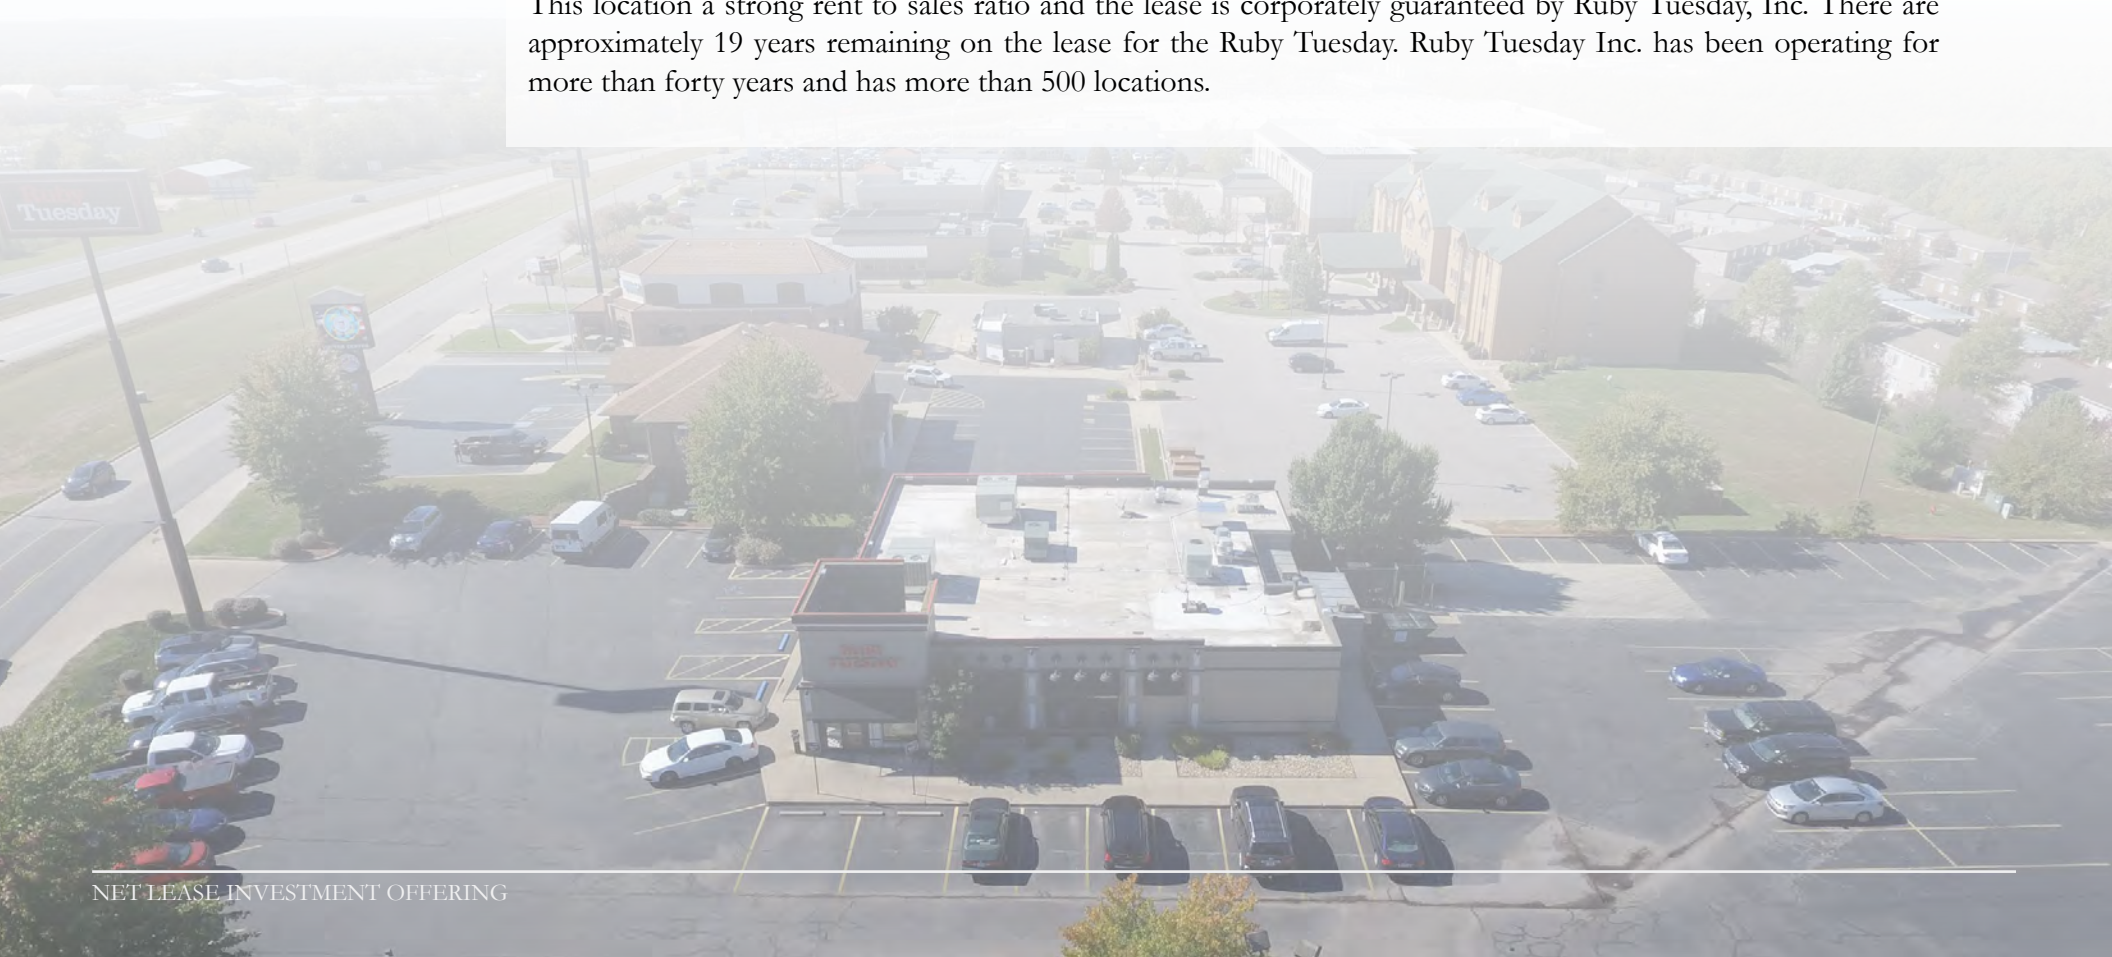 This location a strong rent to sales ratio and the lease is corporately guaranteed by Ruby Tuesday, Inc. There are
approximately 19 years remaining on the lease for the Ruby Tuesday. Ruby Tuesday Inc. has been operating for
more than forty years and has more than 500 locations.
Tuesday
RUBY
TUESDAY
NET LEASE INVESTMENT OFFERING